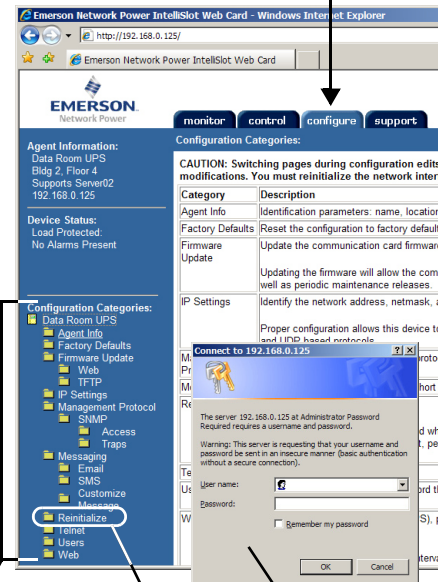 Emerson Network Power IntelliSlot Web Card - Windows Internet Explorer
http://192.168.0.125/
Emerson Network Power IntelliSlot Web Card
EMERSON.
Network Power
monitor control configure support
Agent Information:
Data Room UPS
Bldg 2, Floor 4
Supports Server02
192.168.0.125
Device Status:
Load Protected:
No Alarms Present
Configuration Categories:
Data Room UPS
Agent Info
Factory Defaults
Firmware Update
Web
TFTP
IP Settings
Management Protocol
SNMP
Access
Traps
Messaging
Email
SMS
Customize
Message
Reinitialize
Telnet
Users
Web
Configuration Categories:
CAUTION: Switching pages during configuration edits
modifications. You must reinitialize the network inter
Category Description
Agent Info Identification parameters: name, location
Factory Defaults Reset the configuration to factory default
Firmware Update the communication card firmwar
Update
Updating the firmware will allow the com
well as periodic maintenance releases.
IP Settings Identify the network address, netmask,
Proper configuration allows this device to
and UDP based protocols
Connect to 192.168.0.125
The server 192.168.0.125 at Administrator Password
Required requires a username and password.
Warning: This server is requesting that your username and
password be sent in an insecure manner (basic authentication
without a secure connection).
User name:
Password:
Remember my password
OK Cancel